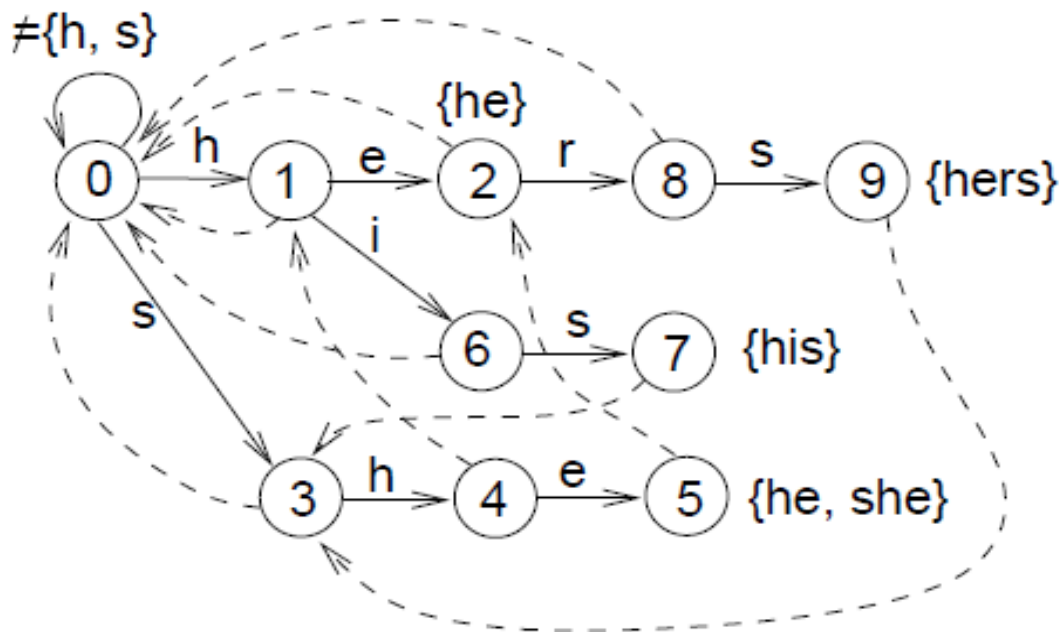 ≠{h, s}
{he}
0 h 1 e 2 r 8 s 9 {hers}
i
s 6 s 7 {his}
3 h 4 e 5 {he, she}